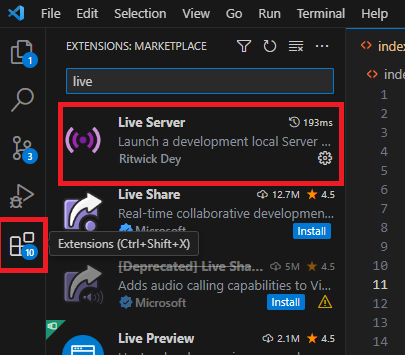 File Edit Selection View Go Run Terminal Help
EXTENSIONS: MARKETPLACE
live
1
3
10
Extensions (Ctrl+Shift+X)
Live Server 193ms
Launch a development local Server ...
Ritwick Dey
Live Share 12.7M 4.5
Real-time collaborative developmen...
Microsoft Install
[Deprecated] Live Sha... 5M 4.5
Adds audio calling capabilities to Vi...
Microsoft Install
Live Preview 2.1M 4.5
index
<> index
1
2
3
4
5
6
7
8
9
10
11
12
13
14